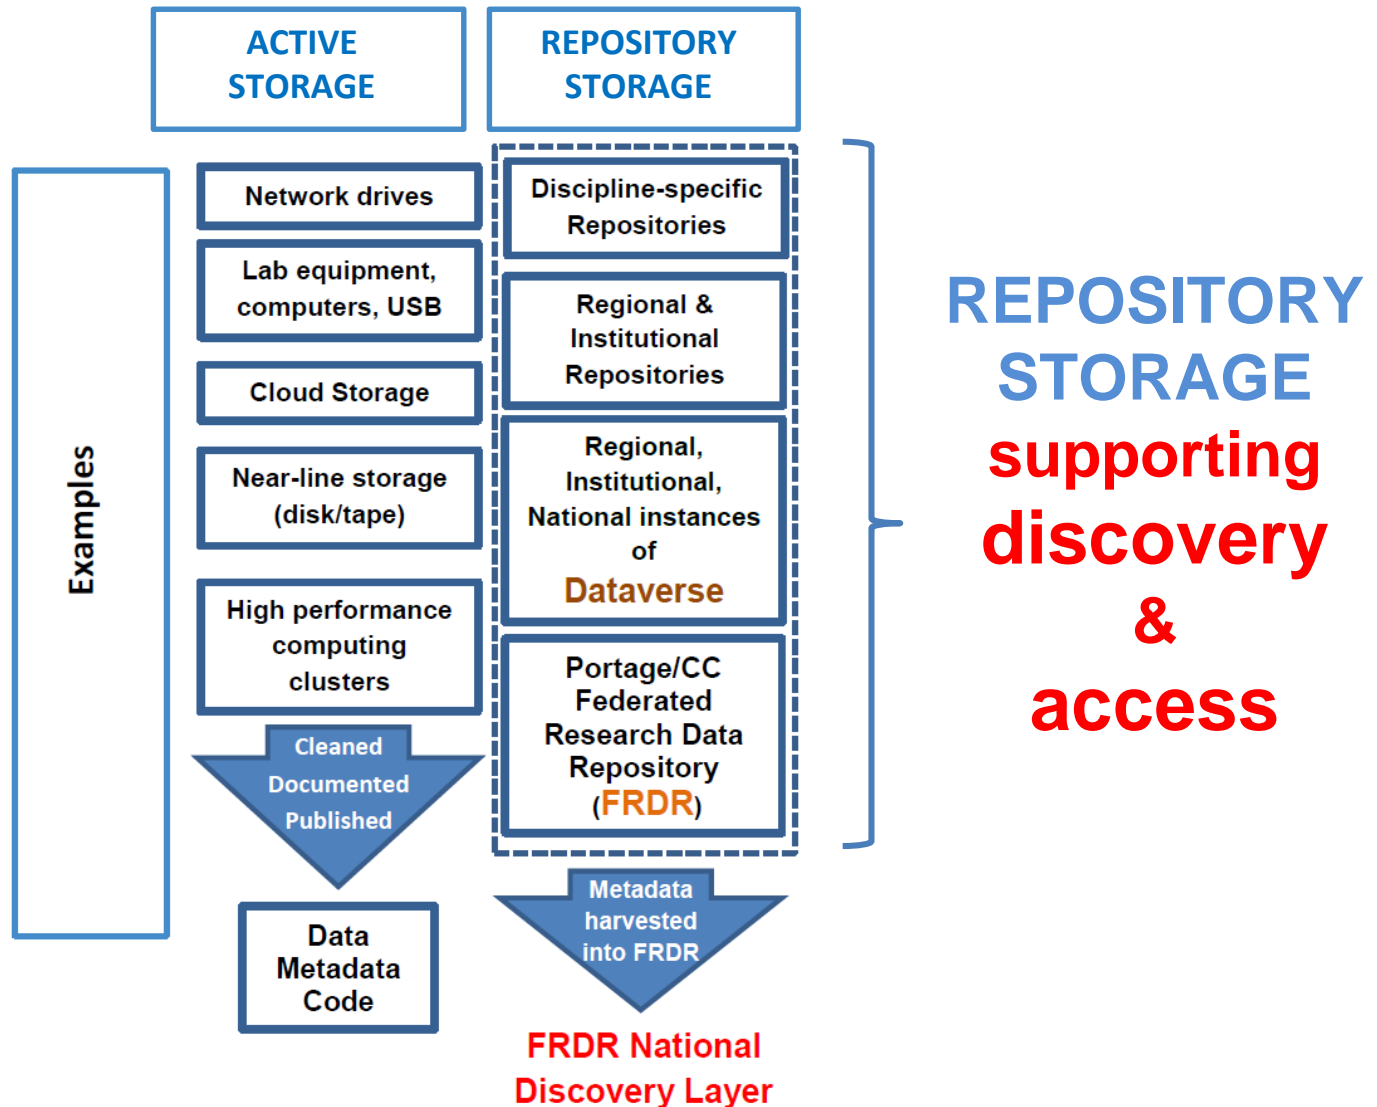 ACTIVE
STORAGE
REPOSITORY
STORAGE
Examples
Network drives
Lab equipment,
computers, USB
Cloud Storage
Near-line storage
(disk/tape)
High performance
computing
clusters
Cleaned
Documented
Published
Data
Metadata
Code
Discipline-specific
Repositories
Regional &
Institutional
Repositories
Regional,
Institutional,
National instances
of
Dataverse
Portage/CC
Federated
Research Data
Repository
(FRDR)
Metadata
harvested
into FRDR
FRDR National
Discovery Layer
REPOSITORY
STORAGE
supporting
discovery
&
access